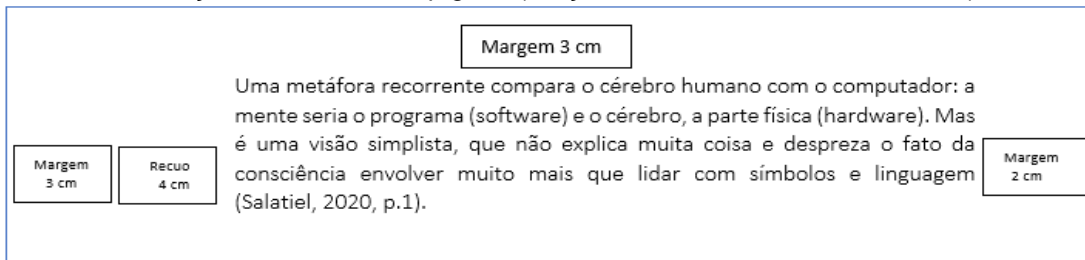 Margem 3 cm
Uma metáfora recorrente compara o cérebro humano com o computador: a
mente seria o programa (software) e o cérebro, a parte física (hardware). Mas
é uma visão simplista, que não explica muita coisa e despreza o fato da
consciência envolver muito mais que lidar com símbolos e linguagem
(Salatiel, 2020, p.1).
Margem
3 cm
Recuo
4 cm
Margem
2 cm